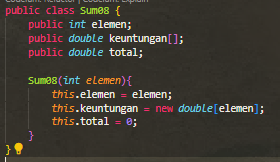 Codeium: Refactor | Codeium: Explain
public class Sum08 {
public int elemen;
public double keuntungan[];
public double total;
Sum08(int elemen){
this.elemen = elemen;
this.keuntungan = new double[elemen];
this.total = 0;
}
}